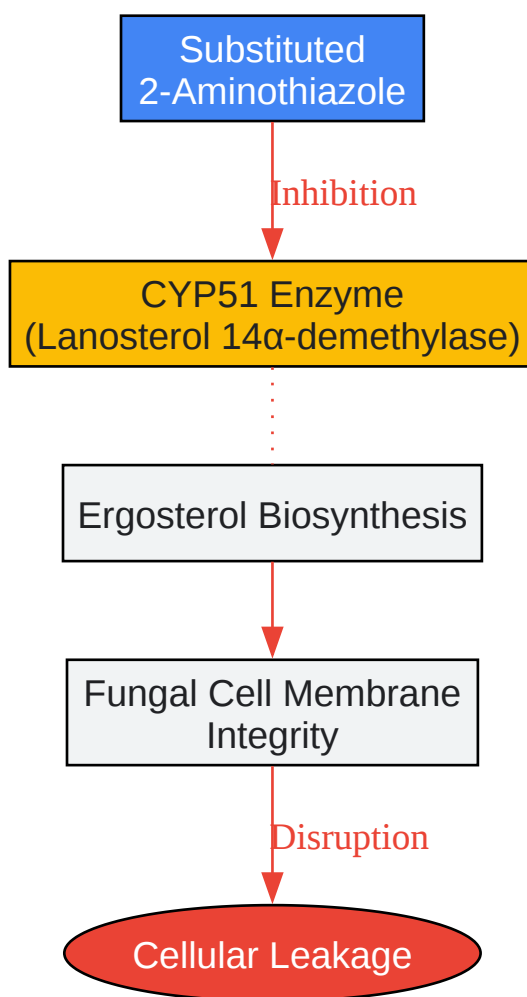 Substituted
2-Aminothiazole
Inhibition
CYP51 Enzyme
(Lanosterol 14α-demethylase)
Ergosterol Biosynthesis
Fungal Cell Membrane
Integrity
Disruption
Cellular Leakage